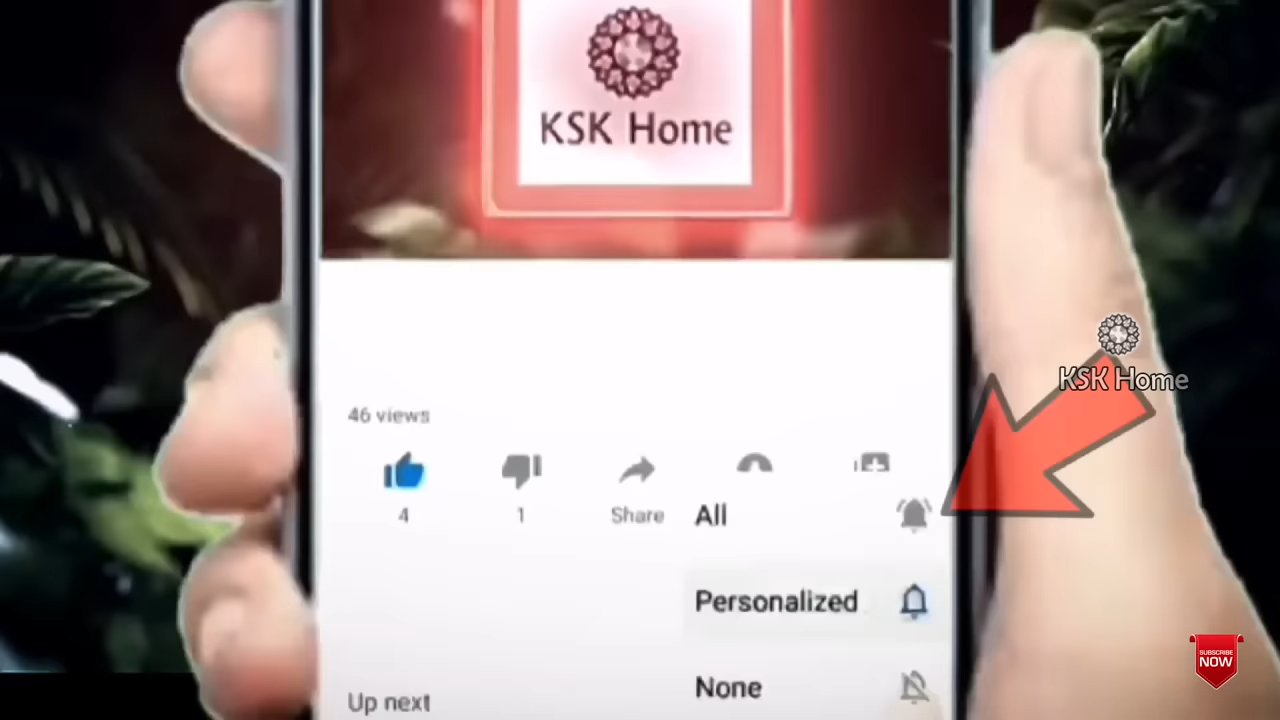 KSK Home
46 views
4
1
Share
All
Personalized
None
Up next
KSK Home
SUBSCRIBE
NOW